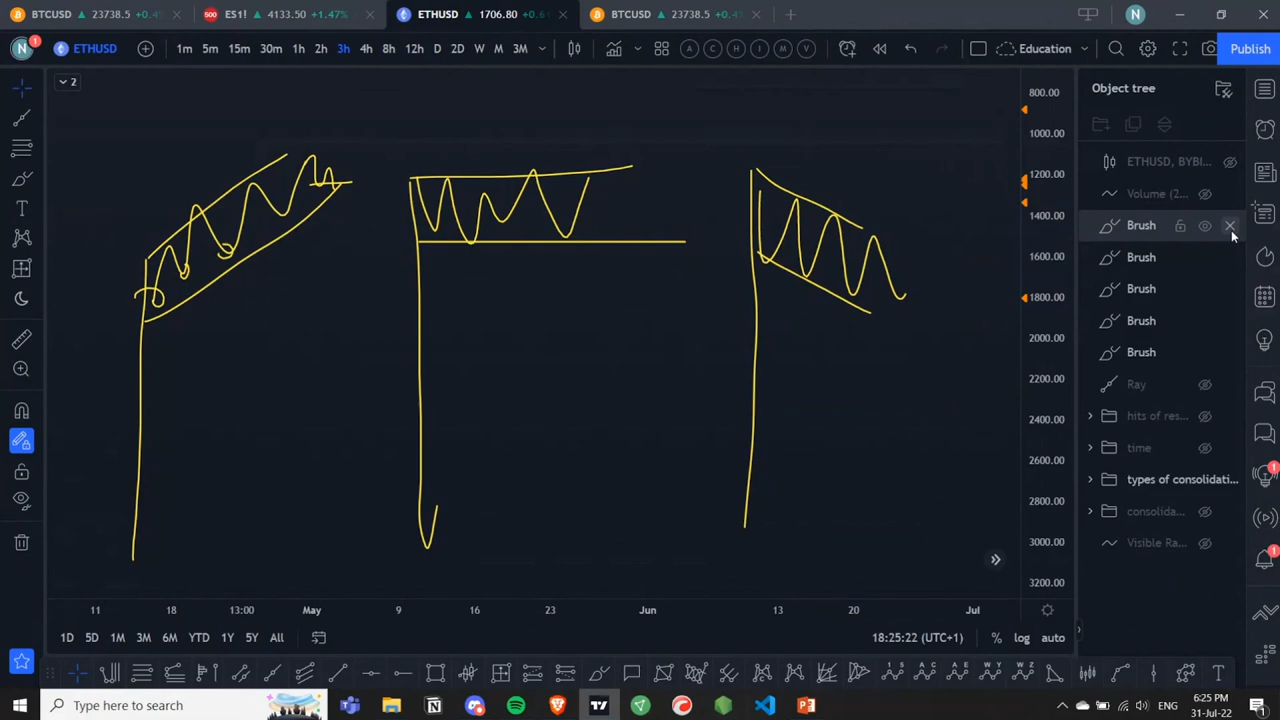 BTCUSD ▲ 23738.5 +0.4
500 ES1! ▲ 4133.50 +1.47%
ETHUSD ▲ 1706.80 +0.6
BTCUSD ▲ 23738.5 +0.4
N
N 1 ETHUSD 1m 5m 15m 30m 1h 2h 3h 4h 8h 12h D 2D W M 3M A C H I M V Education Publish
2
Object tree
800.00
1000.00
1200.00
1400.00
1600.00
1800.00
2000.00
2200.00
2400.00
2600.00
2800.00
3000.00
3200.00
ETHUSD, BYBI...
Volume (2...
Brush
Brush
Brush
Brush
Brush
Ray
hits of res...
time
types of consolidati...
consolida...
Visible Ra...
11 18 13:00 May 9 16 23 Jun 13 20 Jul
1D 5D 1M 3M 6M YTD 1Y 5Y All 18:25:22 (UTC+1) % log auto
Type here to search
ENG
6:25 PM
31-Jul-22